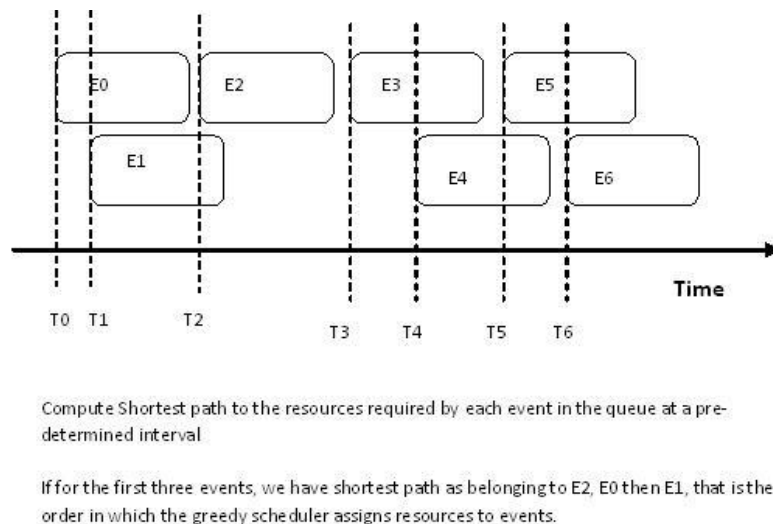 E0 E2 E3 E5
E1 E4 E6
Time
T0 T1 T2 T3 T4 T5 T6
Compute Shortest path to the resources required by each event in the queue at a pre-
determined interval
If for the first three events, we have shortest path as belonging to E2, E0 then E1, that is the
order in which the greedy scheduler assigns resources to events.